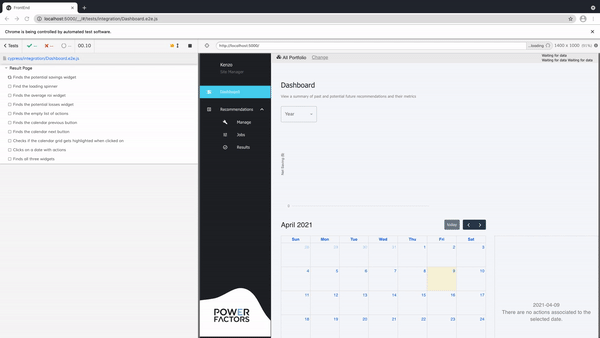 FrontEnd
localhost:5000/__/#/tests/integration/Dashboard.e2e.js
Chrome is being controlled by automated test software.
Tests
--
--
00.10
http://localhost:5000/
..loading
1400 x 1000
cypress/integration/Dashboard.e2e.js
Result Page
Finds the potential savings widget
Find the loading spinner
Finds the average roi widget
Finds the potential losses widget
Finds the empty list of actions
Finds the calendar previous button
Finds the calendar next button
Checks if the calendar grid gets highlighted when clicked on
Clicks on a date with actions
Finds all three widgets
Kenzo
Site Manager
Dashboard
Recommendations
Manage
Jobs
Results
POWER
FACTORS
All Portfolio
Change
Waiting for data
Waiting for data Waiting for data
Dashboard
View a summary of past and potential future recommendations and their metrics
Year
Net Saving ($)
0
April 2021
today
Sun Mon Tue Wed Thu Fri Sat
28 29 30 31 1 2 3
4 5 6 7 8 9 10
11 12 13 14 15 16 17
18 19 20 21 22 23 24
2021-04-09
There are no actions associated to the
selected date.